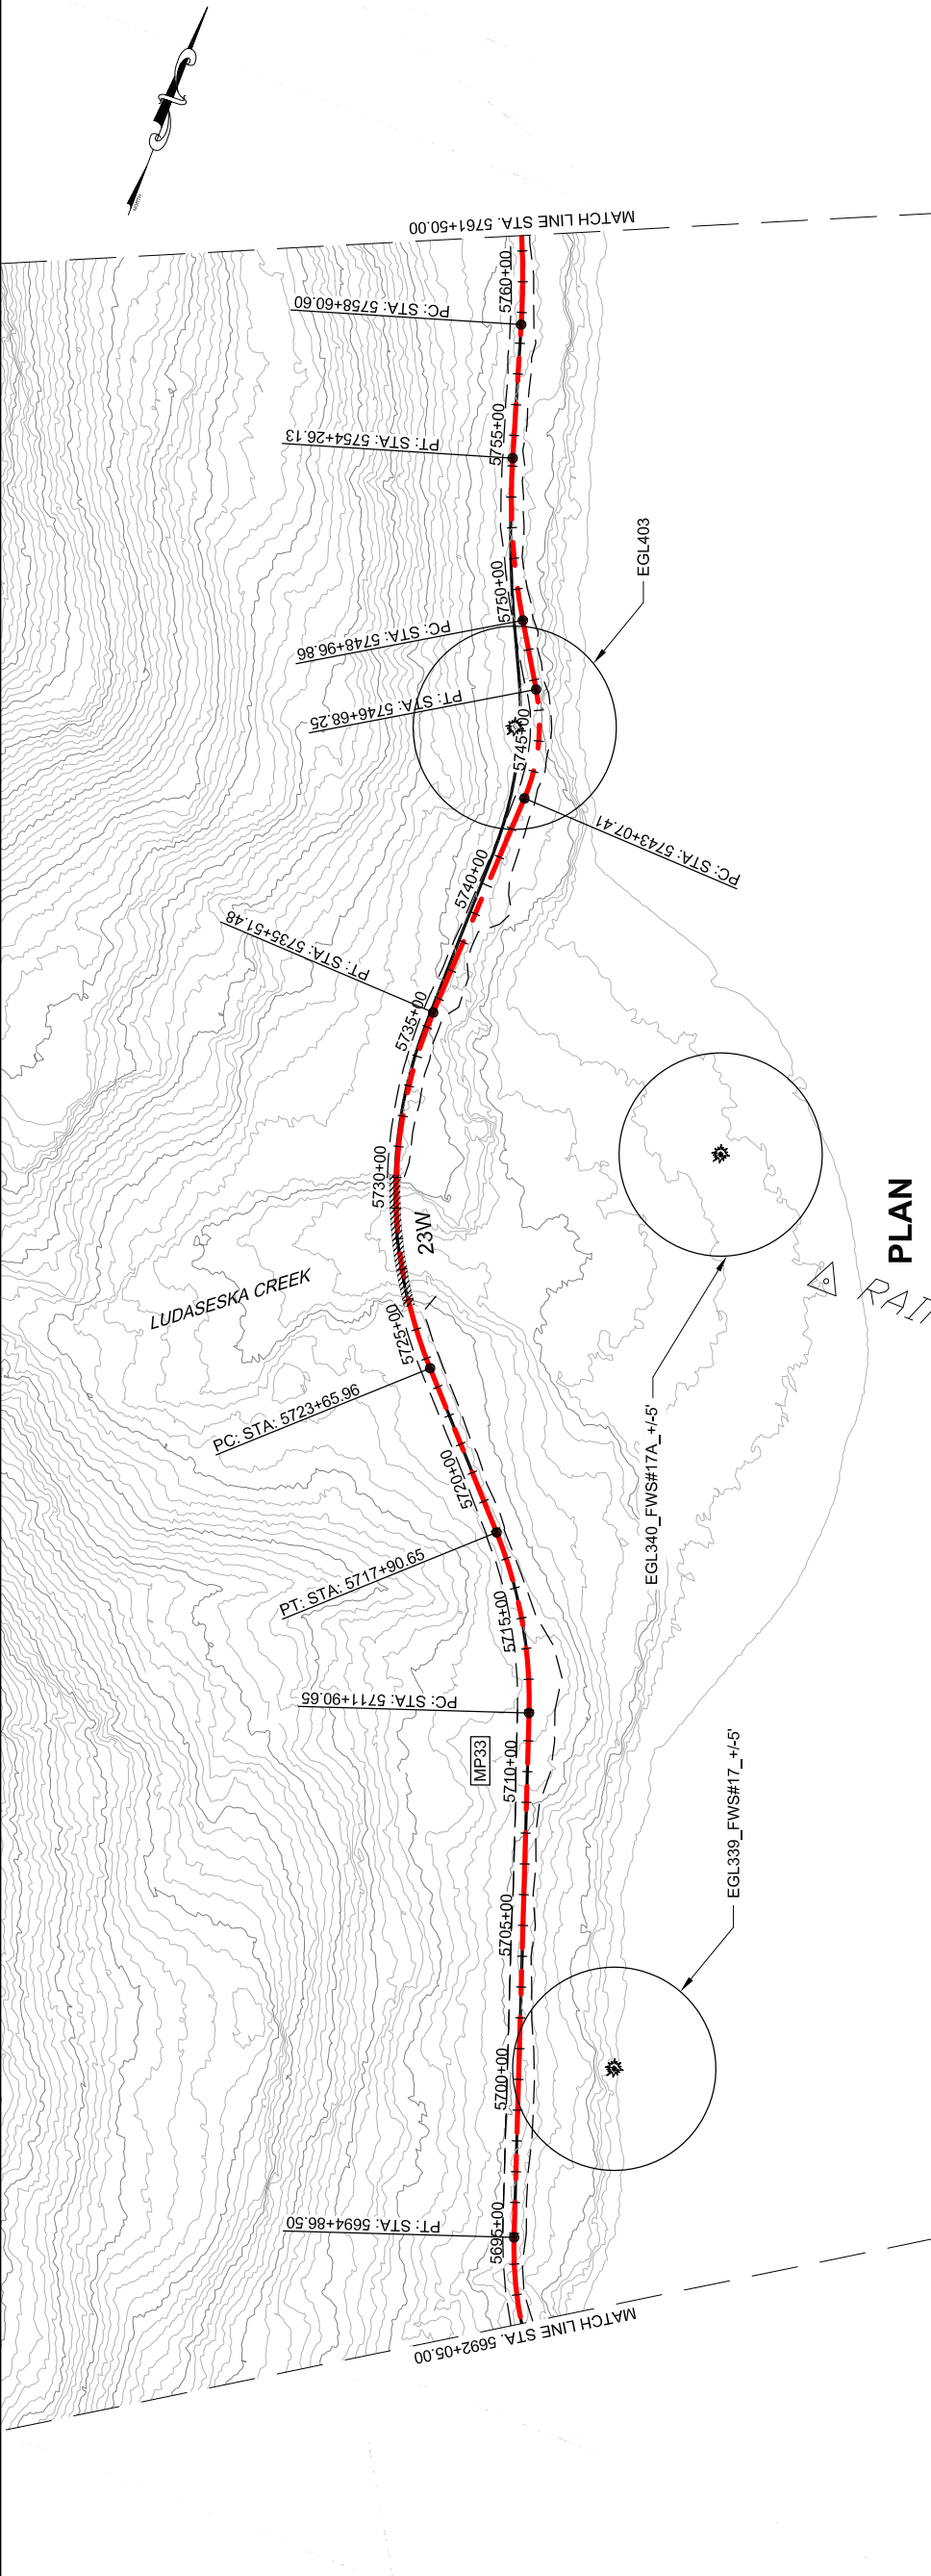 NORTH
MATCH LINE STA. 5761+50.00
5760+00
PC: STA: 5758+60.60
5755+00
PT: STA: 5754+26.13
EGL403
5750+00
PC: STA: 5748+96.86
PT: STA: 5746+68.25
5745+00
PC: STA: 5743+07.41
5740+00
PT: STA: 5735+51.48
5735+00
5730+00
23W
PLAN
LUDASESKA CREEK
5725+00
PC: STA: 5723+65.96
EGL340_FWS#17A_+/-5'
5720+00
PT: STA: 5717+90.65
5715+00
PC: STA: 5711+90.65
MP33
5710+00
EGL339_FWS#17_+/-5'
5705+00
5700+00
PT: STA: 5694+86.50
5695+00
MATCH LINE STA. 5692+05.00